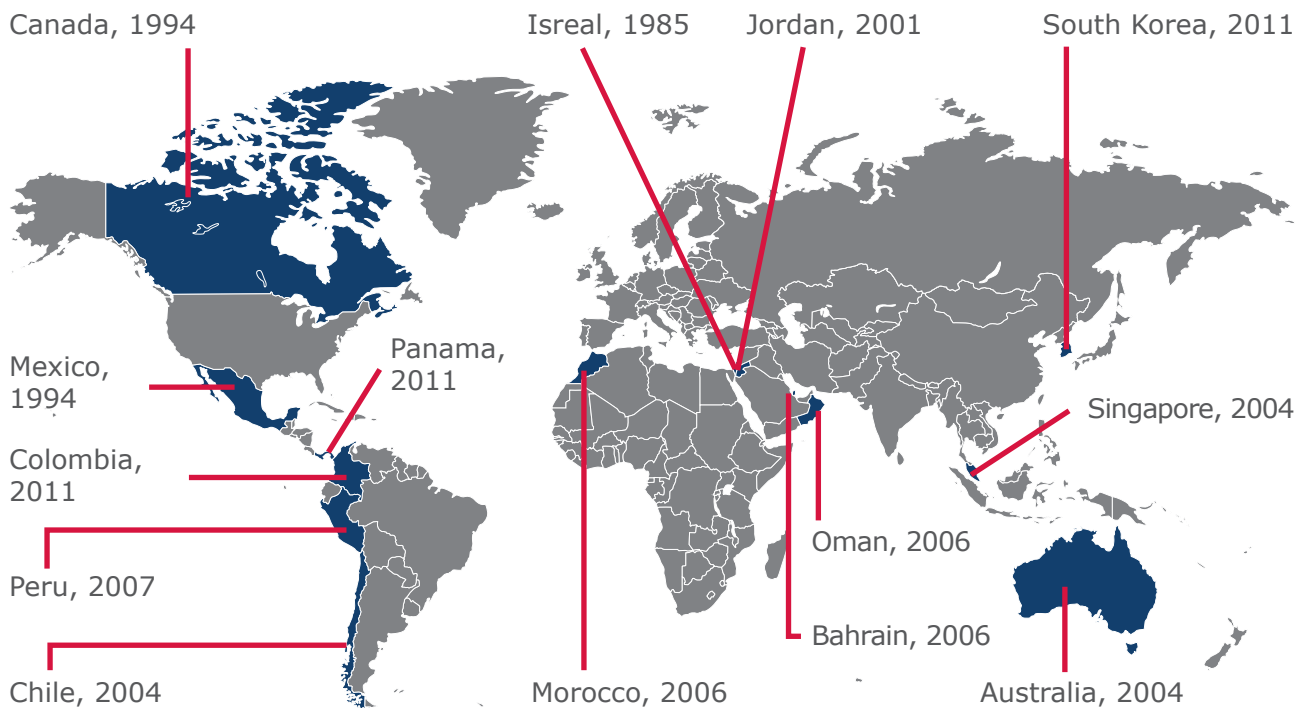 Canada, 1994
Isreal, 1985
Jordan, 2001
South Korea, 2011
Mexico,
1994
Panama,
2011
Singapore, 2004
Colombia,
2011
Oman, 2006
Peru, 2007
Bahrain, 2006
Chile, 2004
Morocco, 2006
Australia, 2004